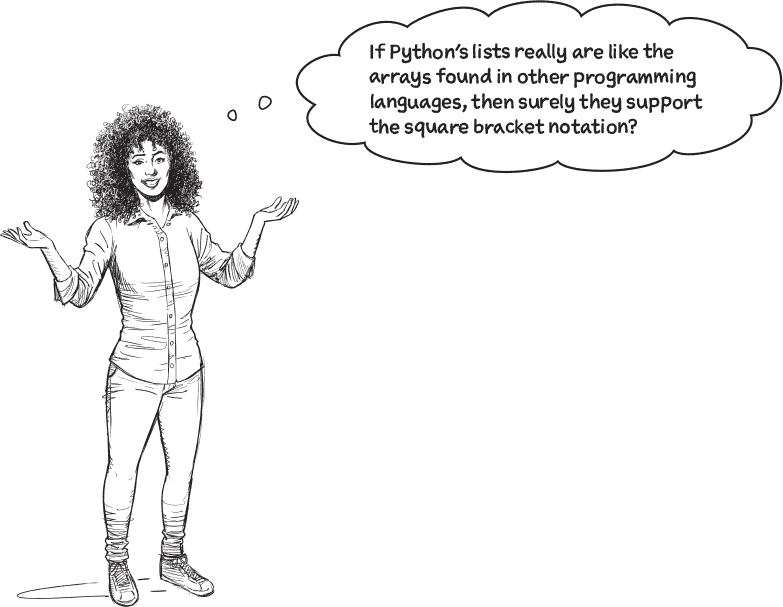 If Python's lists really are like the
arrays found in other programming
languages, then surely they support
the square bracket notation?